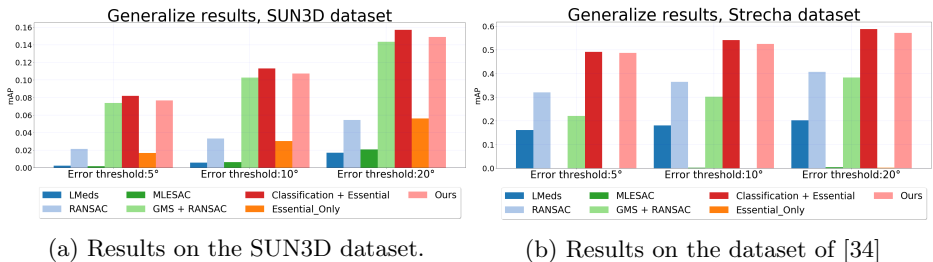 Generalize results, SUN3D dataset
0.16
0.14
0.12
0.10
0.08
0.06
0.04
0.02
0.00
mAP
Error threshold:5° Error threshold:10° Error threshold:20°
LMeds MLESAC Classification + Essential Ours
RANSAC GMS + RANSAC Essential_Only
(a) Results on the SUN3D dataset.
Generalize results, Strecha dataset
0.6
0.5
0.4
0.3
0.2
0.1
0.0
mAP
Error threshold:5° Error threshold:10° Error threshold:20°
LMeds MLESAC Classification + Essential Ours
RANSAC GMS + RANSAC Essential_Only
(b) Results on the dataset of [34]